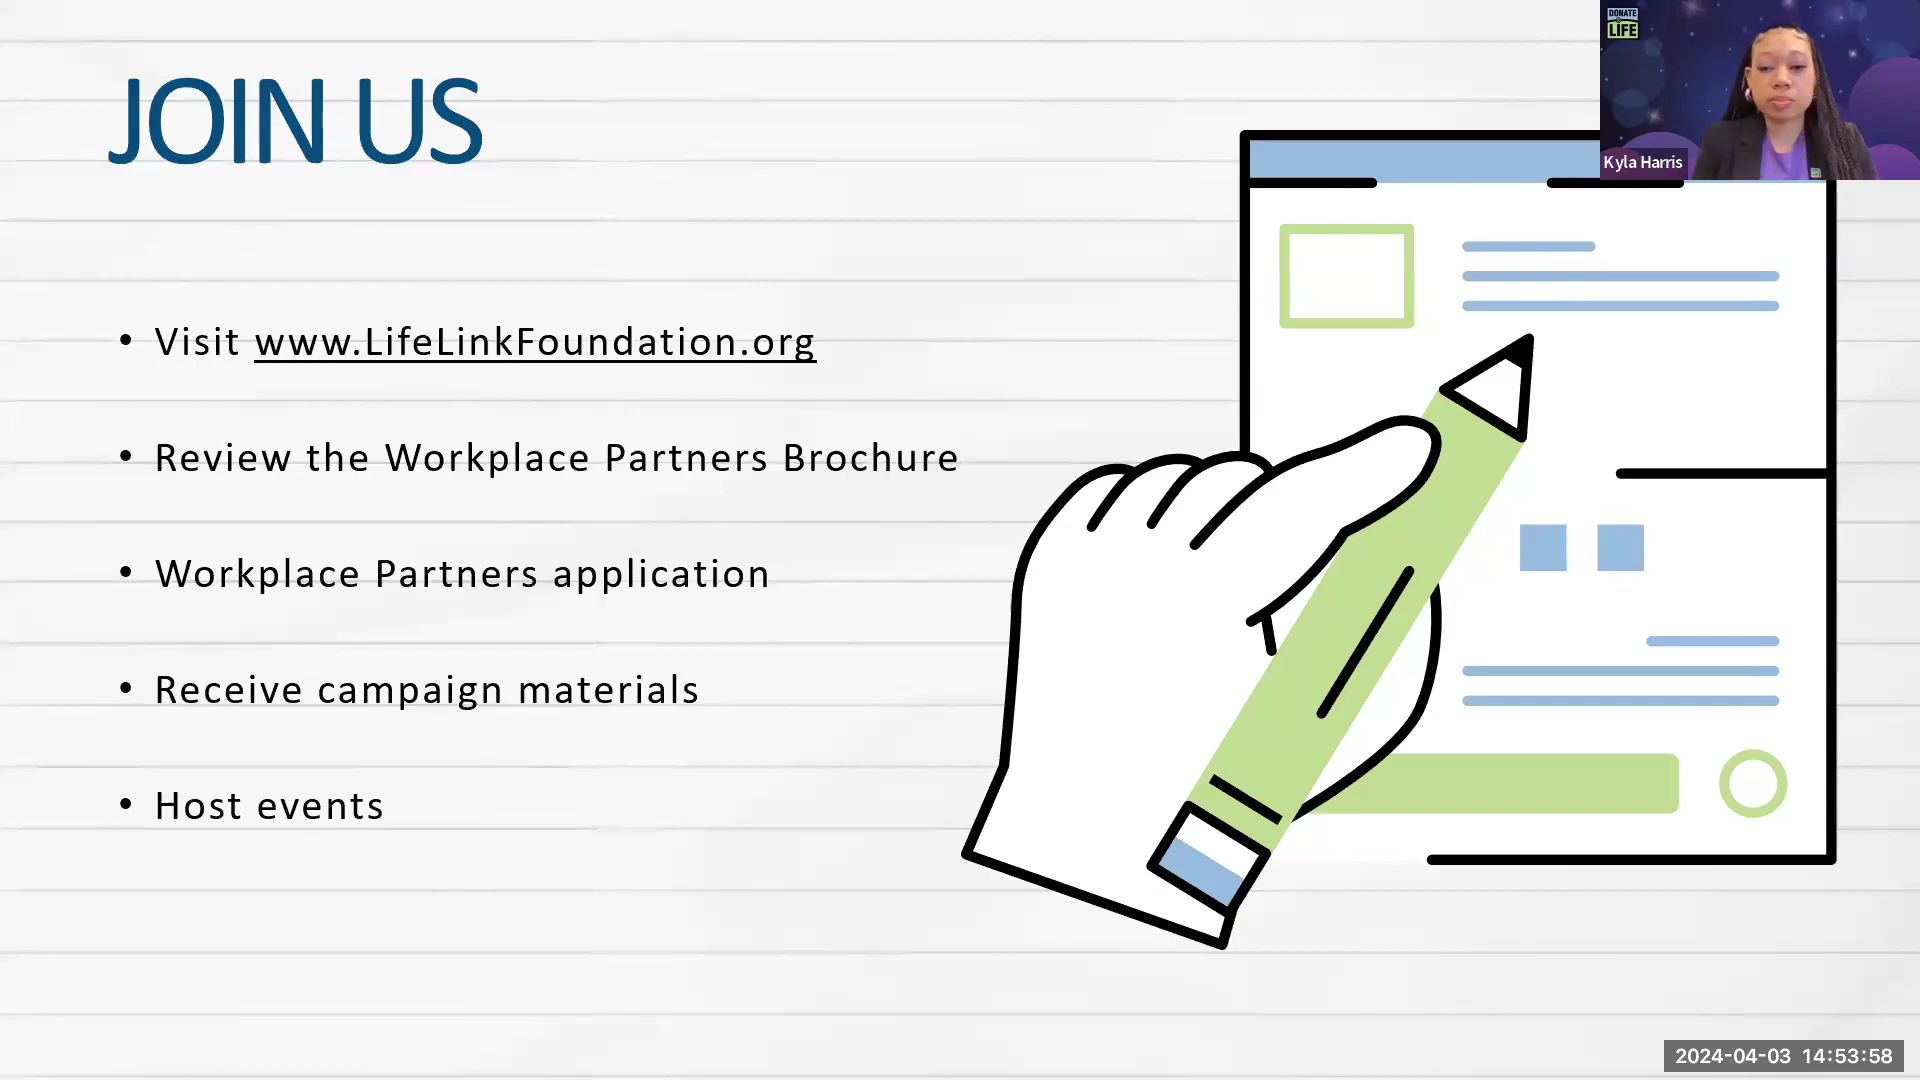 DONATE
LIFE
Kyla Harris
JOIN US
• Visit www.LifeLinkFoundation.org
• Review the Workplace Partners Brochure
• Workplace Partners application
• Receive campaign materials
• Host events
2024-04-03 14:53:58